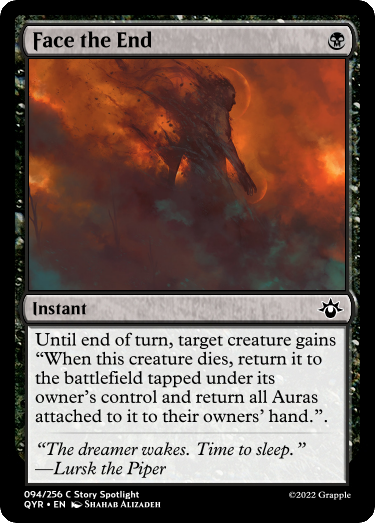 Face the End
Instant
Until end of turn, target creature gains
“When this creature dies, return it to
the battlefield tapped under its
owner’s control and return all Auras
attached to it to their owners’ hand.”.
“The dreamer wakes. Time to sleep.”
—Lursk the Piper
094/256 C Story Spotlight
QYR • EN Shahab Alizadeh
©2022 Grapple